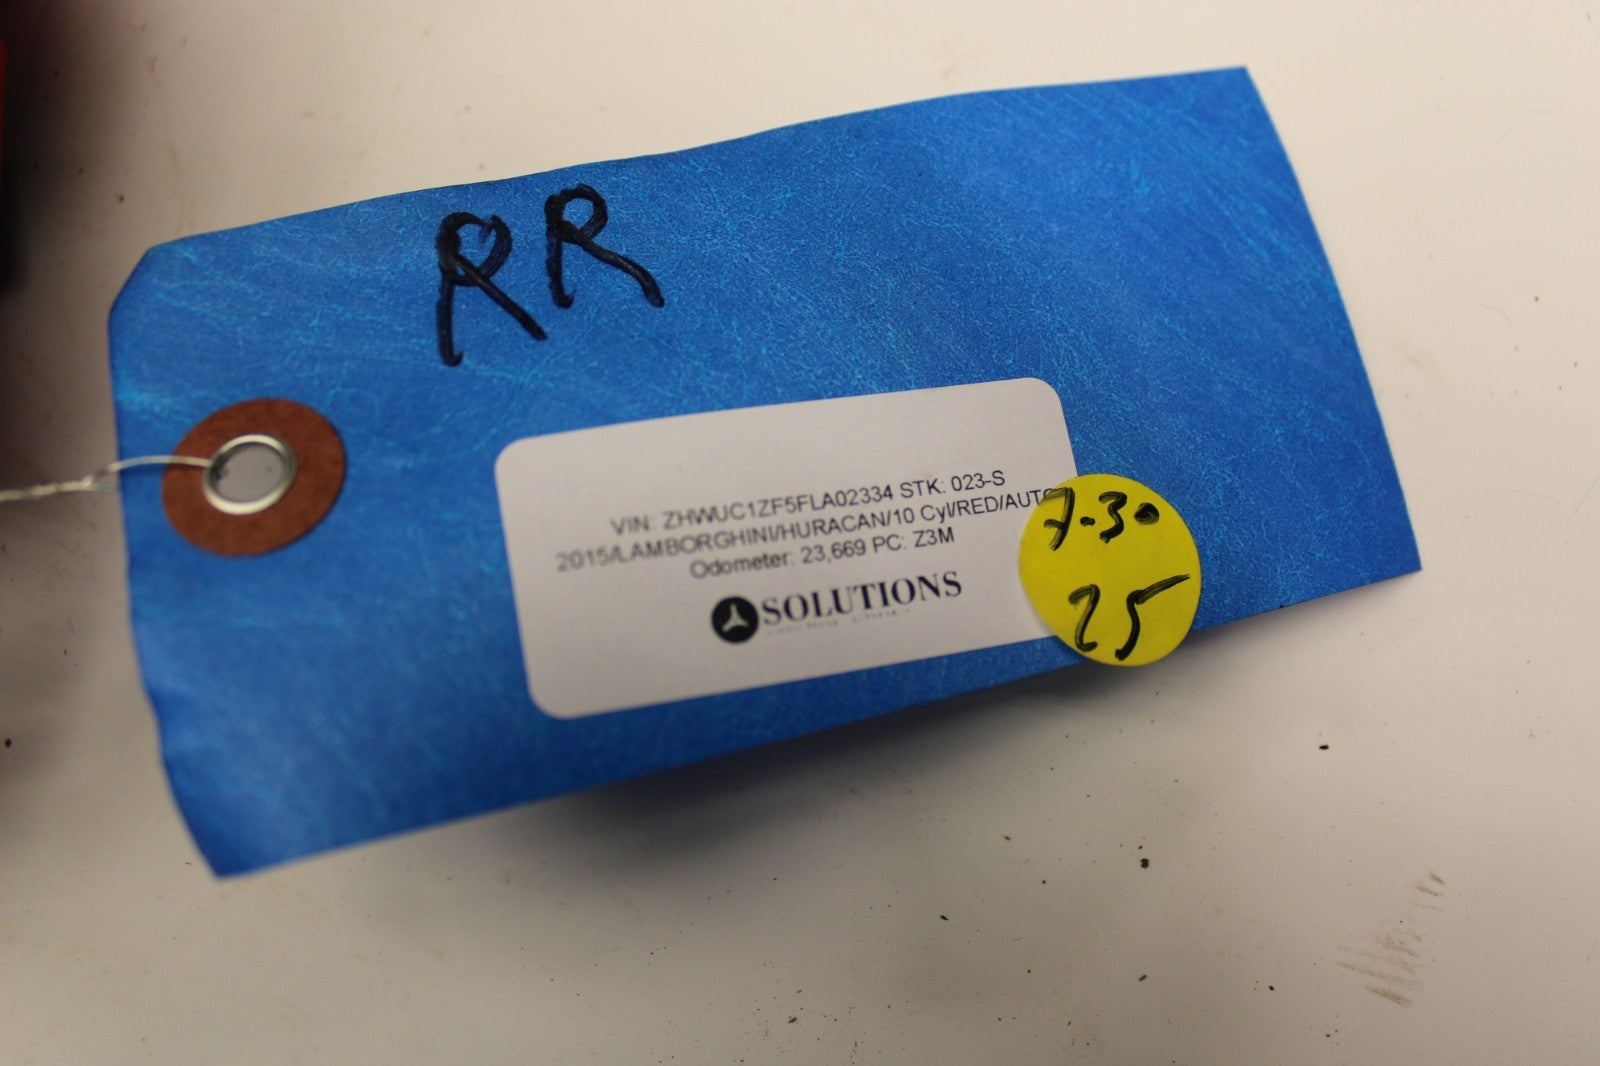 RR
VIN: ZHWUC1ZF5FLA02334 STK: 023-S
2015/LAMBORGHINI/HURACAN/10 Cyl/RED/AUTO
Odometer: 23,669 PC: Z3M
SOLUTIONS
7-30
25